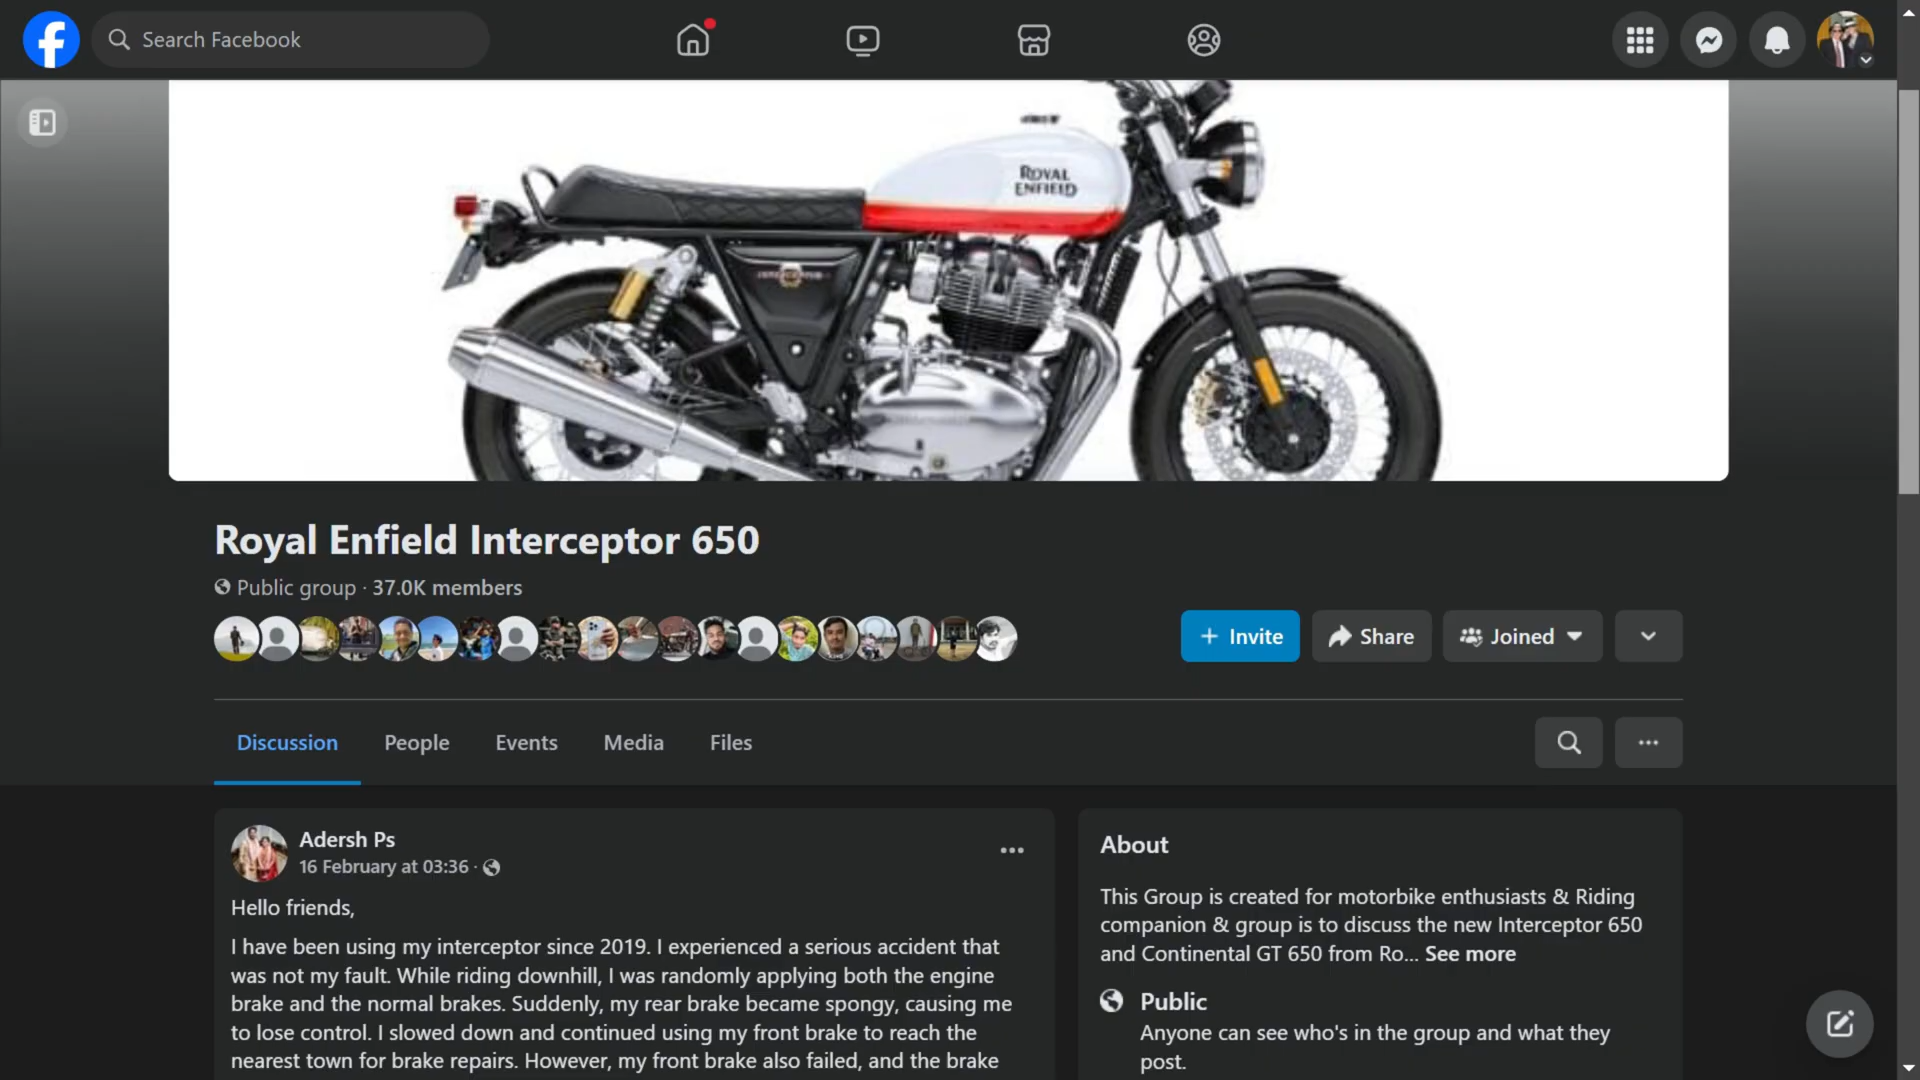 Search Facebook
ROYAL
ENFIELD
Royal Enfield Interceptor 650
Public group · 37.0K members
+ Invite
Share
Joined
Discussion
People
Events
Media
Files
Adersh Ps
16 February at 03:36 ·
Hello friends,
I have been using my interceptor since 2019. I experienced a serious accident that
was not my fault. While riding downhill, I was randomly applying both the engine
brake and the normal brakes. Suddenly, my rear brake became spongy, causing me
to lose control. I slowed down and continued using my front brake to reach the
nearest town for brake repairs. However, my front brake also failed, and the brake
About
This Group is created for motorbike enthusiasts & Riding
companion & group is to discuss the new Interceptor 650
and Continental GT 650 from Ro... See more
Public
Anyone can see who's in the group and what they
post.